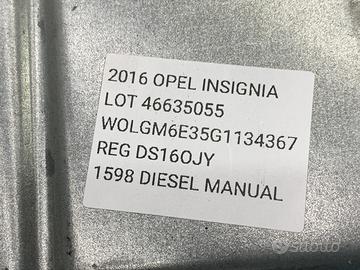 2016 OPEL INSIGNIA
LOT 46635055
WOLGM6E35G1134367
REG DS16OJY
1598 DIESEL MANUAL
subito